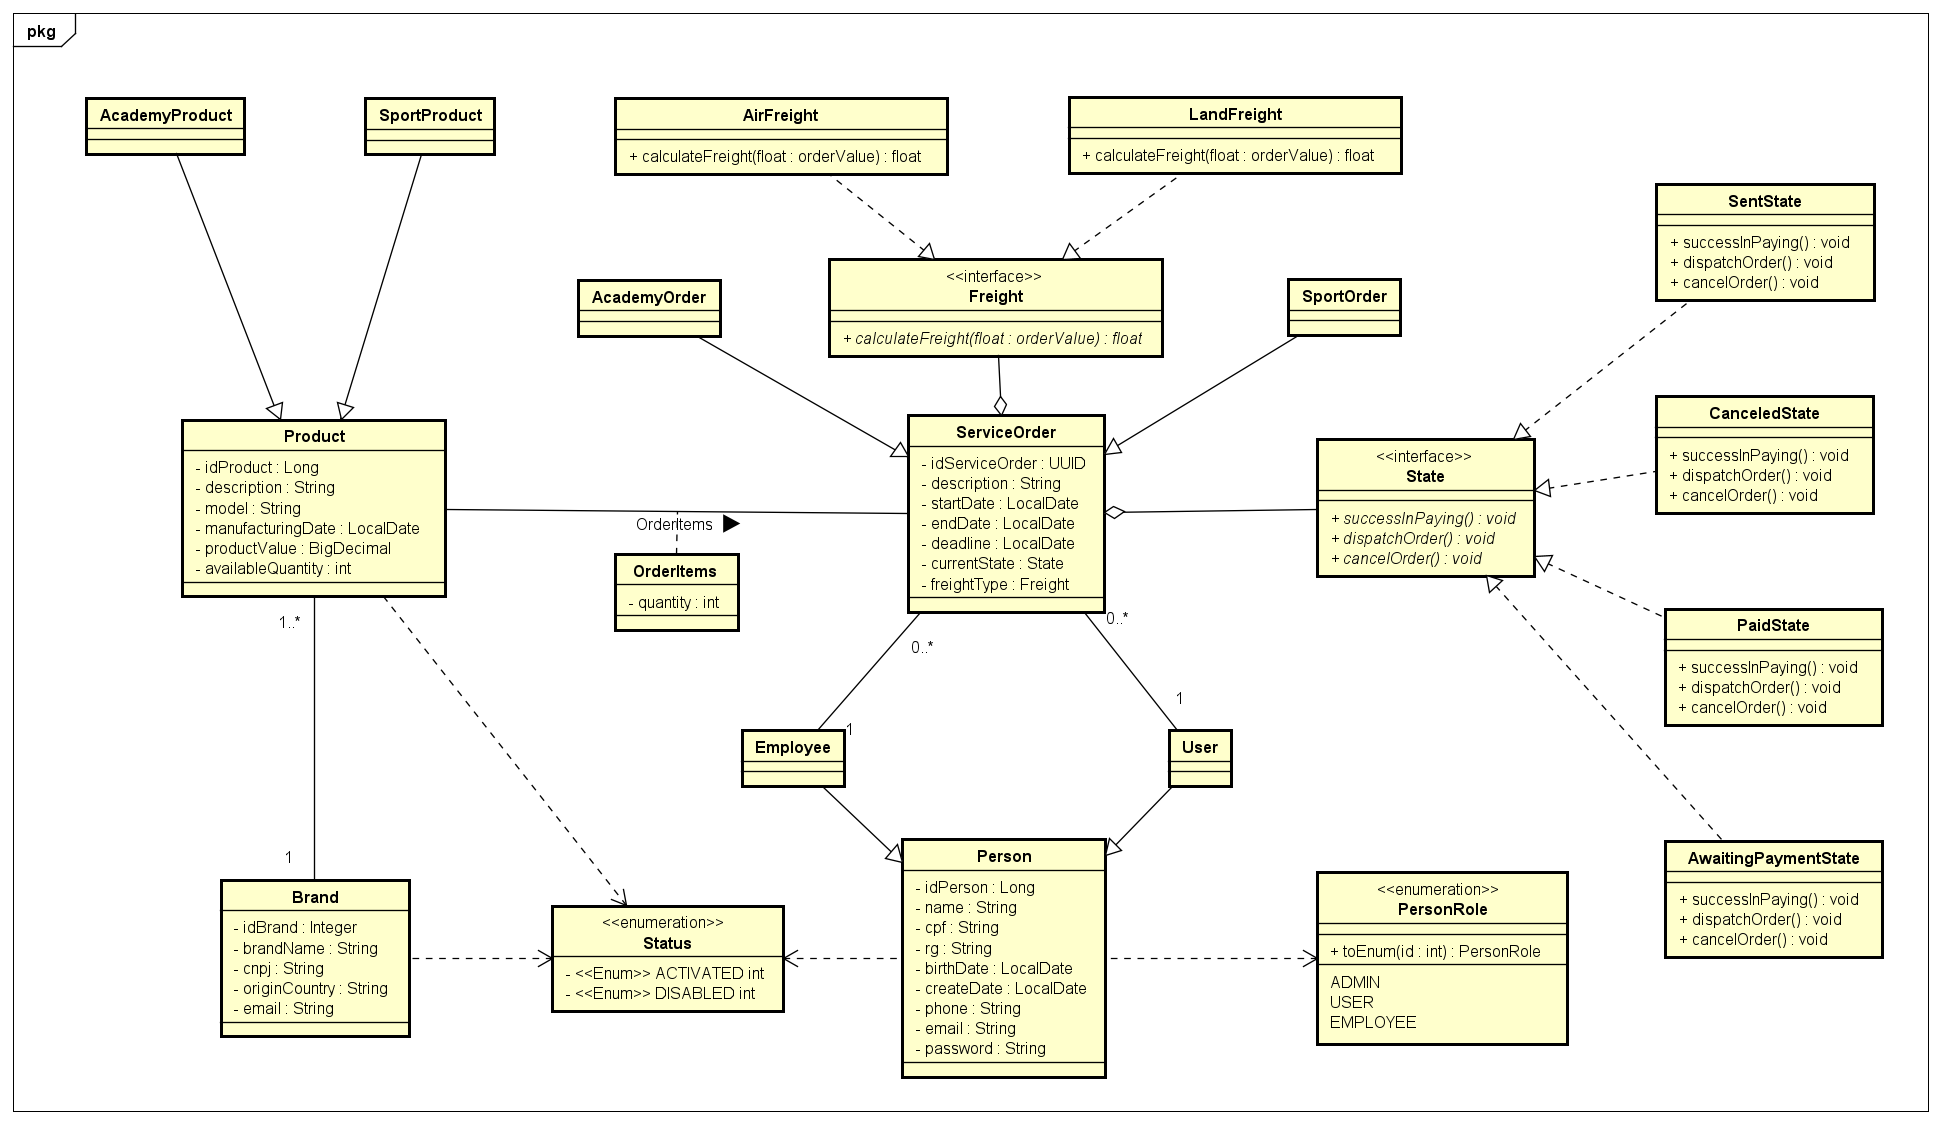 pkg
AcademyProduct
SportProduct
AirFreight
+ calculateFreight(float : orderValue) : float
LandFreight
+ calculateFreight(float : orderValue) : float
SentState
+ successInPaying() : void
+ dispatchOrder() : void
+ cancelOrder() : void
AcademyOrder
<<interface>>
Freight
+ calculateFreight(float : orderValue) : float
SportOrder
Product
- idProduct : Long
- description : String
- model : String
- manufacturingDate : LocalDate
- productValue : BigDecimal
- availableQuantity : int
OrderItems
OrderItems
- quantity : int
ServiceOrder
- idServiceOrder : UUID
- description : String
- startDate : LocalDate
- endDate : LocalDate
- deadline : LocalDate
- currentState : State
- freightType : Freight
<<interface>>
State
+ successInPaying() : void
+ dispatchOrder() : void
+ cancelOrder() : void
CanceledState
+ successInPaying() : void
+ dispatchOrder() : void
+ cancelOrder() : void
PaidState
+ successInPaying() : void
+ dispatchOrder() : void
+ cancelOrder() : void
1..*
0..*
0..*
1
1
Employee
User
1
Brand
- idBrand : Integer
- brandName : String
- cnpj : String
- originCountry : String
- email : String
<<enumeration>>
Status
- <<Enum>> ACTIVATED int
- <<Enum>> DISABLED int
Person
- idPerson : Long
- name : String
- cpf : String
- rg : String
- birthDate : LocalDate
- createDate : LocalDate
- phone : String
- email : String
- password : String
<<enumeration>>
PersonRole
+ toEnum(id : int) : PersonRole
ADMIN
USER
EMPLOYEE
AwaitingPaymentState
+ successInPaying() : void
+ dispatchOrder() : void
+ cancelOrder() : void